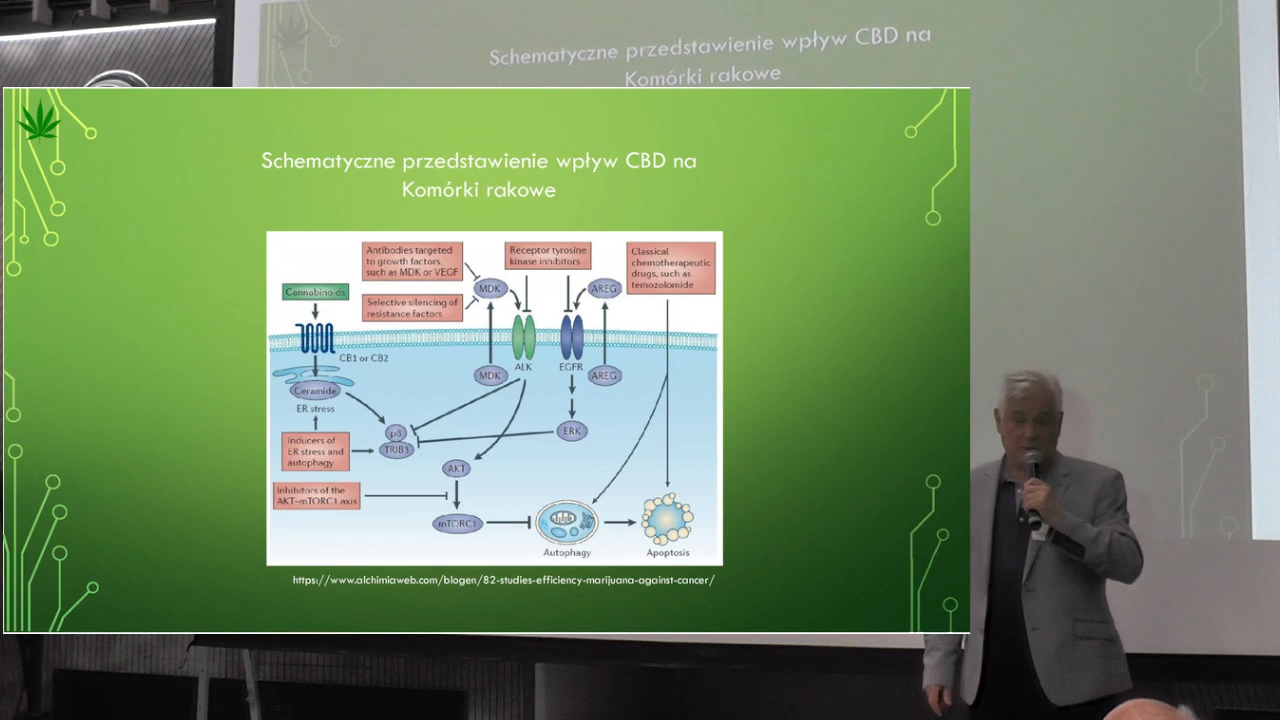 Schematyczne przedstawienie wpływ CBD na
Komórki rakowe
Schematyczne przedstawienie wpływ CBD na
Komórki rakowe
Antibodies targeted
to growth factors,
such as MDK or VEGF
Receptor tyrosine
kinase inhibitors
Classical
chemotherapeutic
drugs, such as
temozolomide
Cannabinoids
MDK
AREG
Selective silencing of
resistance factors
CB1 or CB2
ALK
EGFR
MDK
AREG
Ceramide
ER stress
p8
TRIB3
ERK
Inducers of
ER stress and
autophagy
AKT
Inhibitors of the
AKT–mTORC1 axis
mTORC1
Autophagy
Apoptosis
https://www.alchimiaweb.com/blogen/82-studies-efficiency-marijuana-against-cancer/